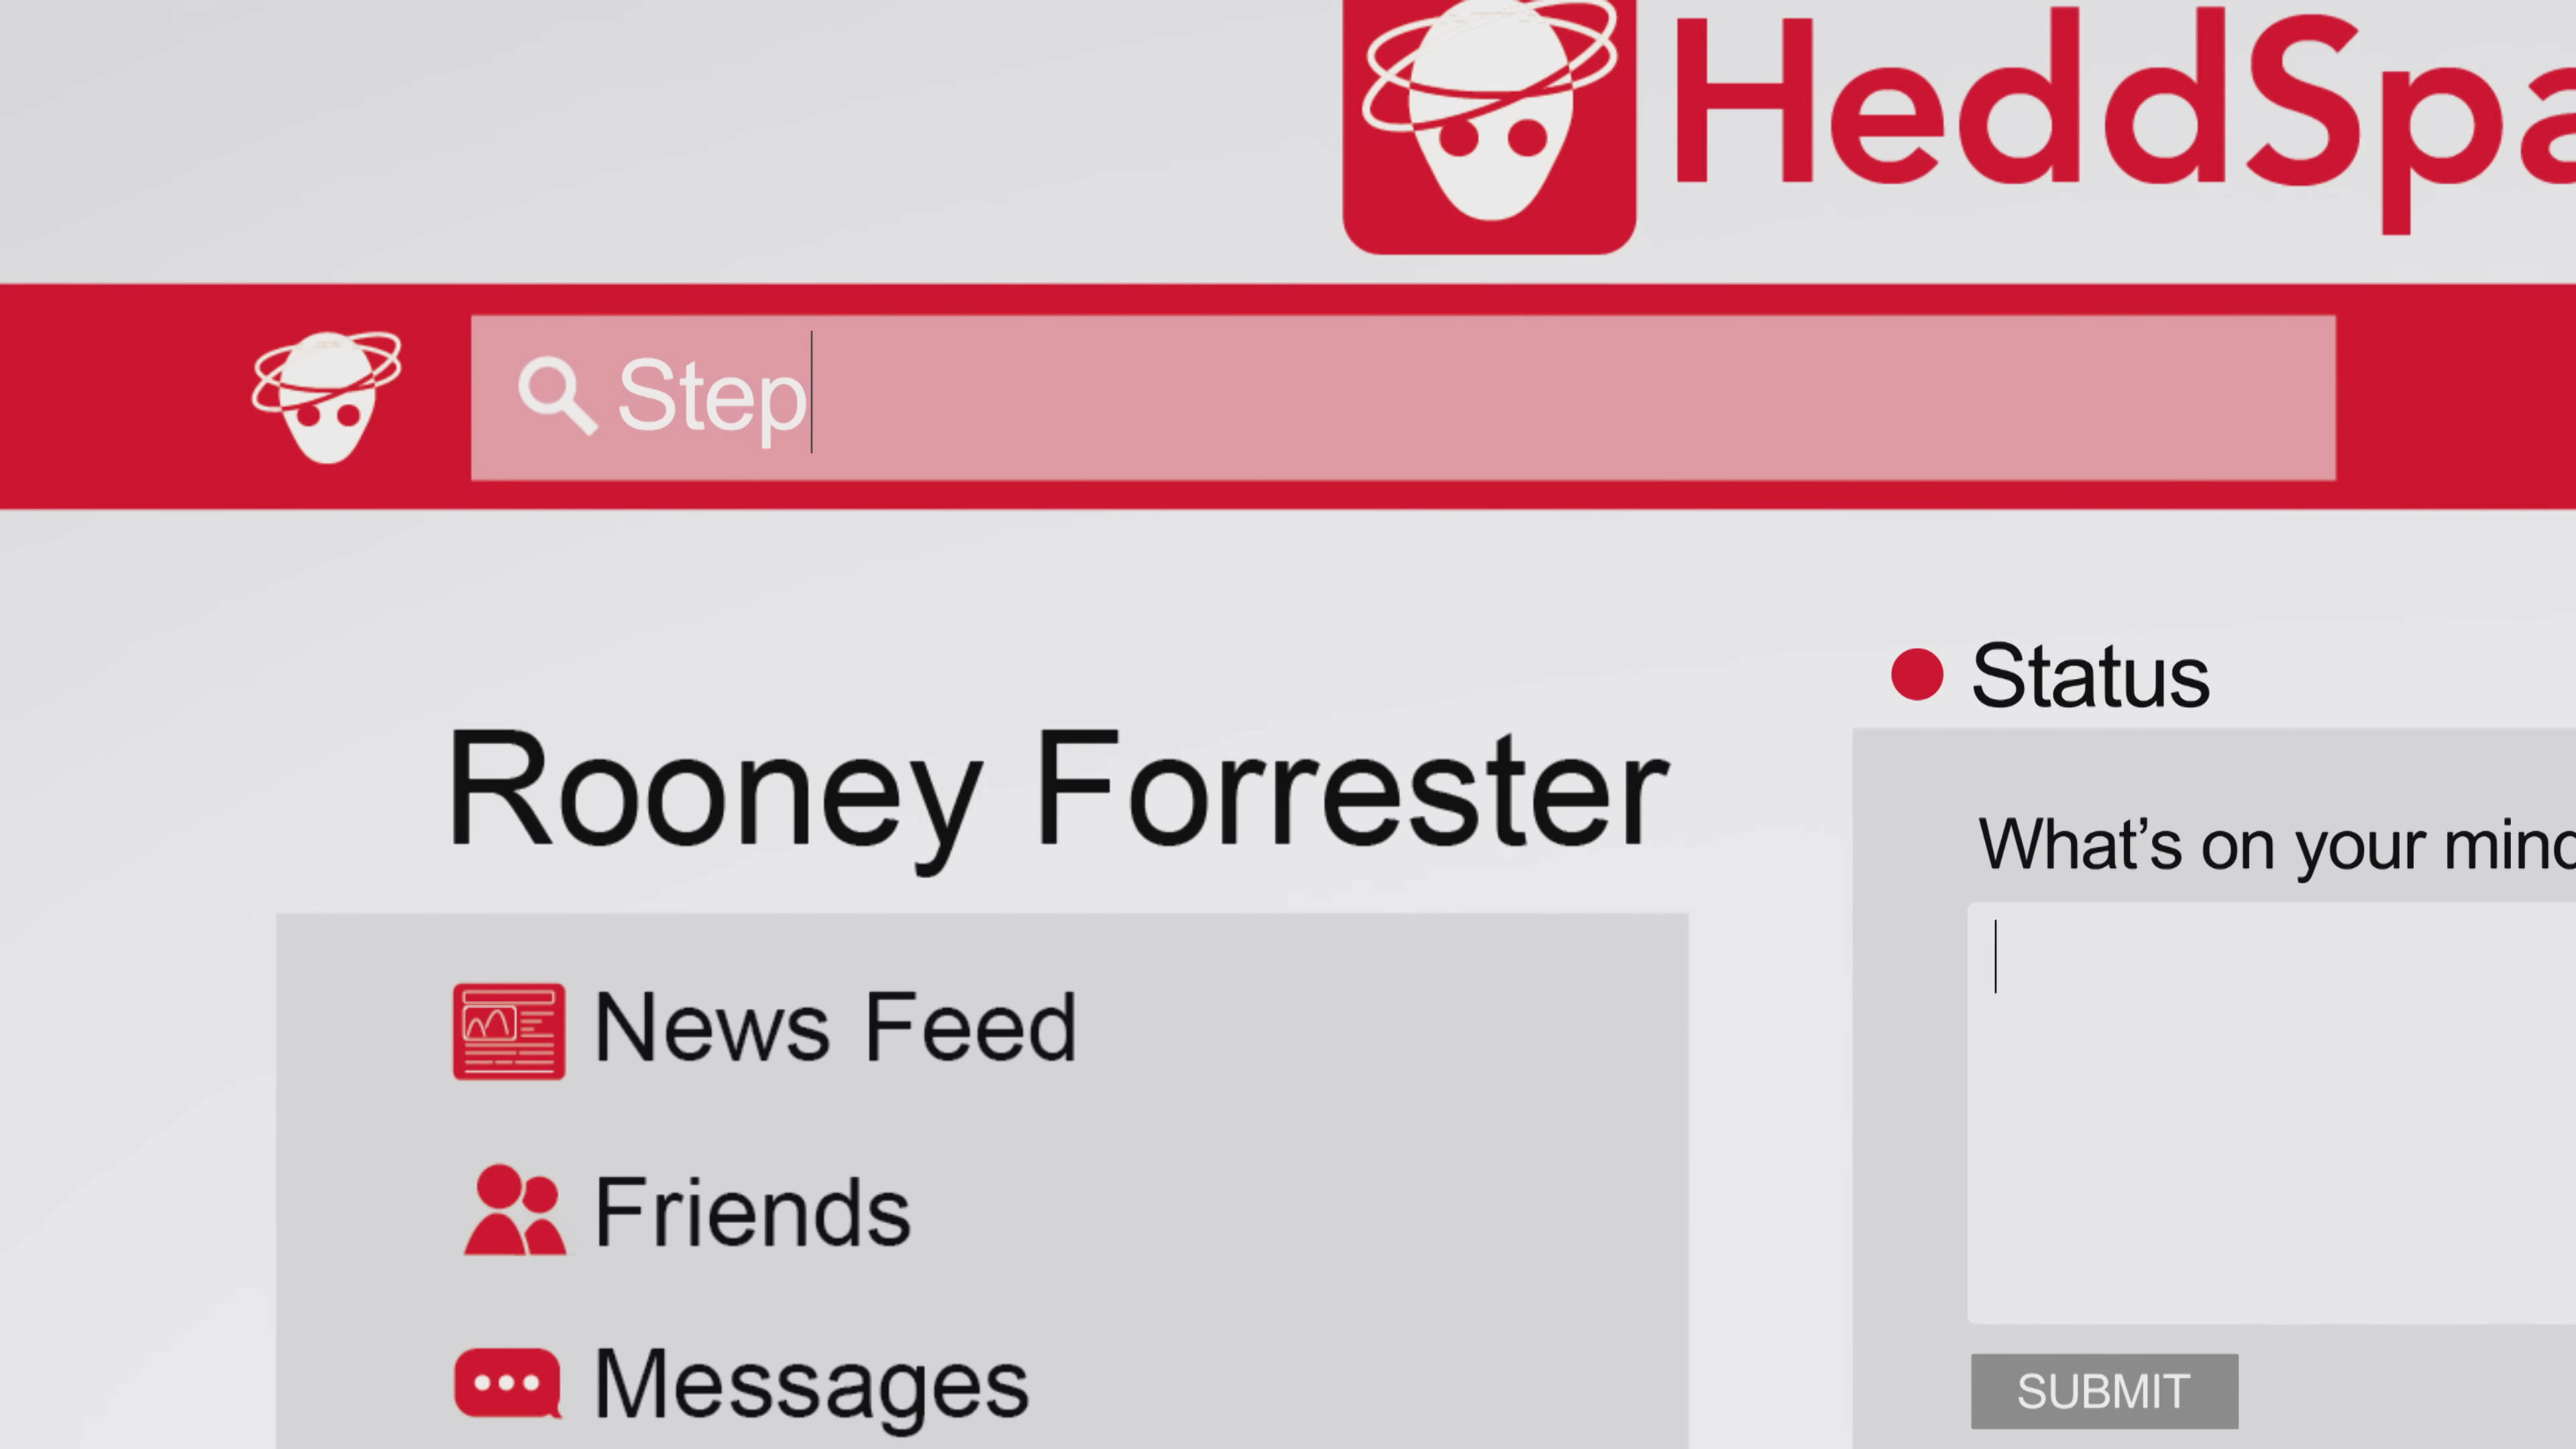 HeddSpa
Step
Rooney Forrester
News Feed
Friends
Messages
Status
What's on your mind
SUBMIT